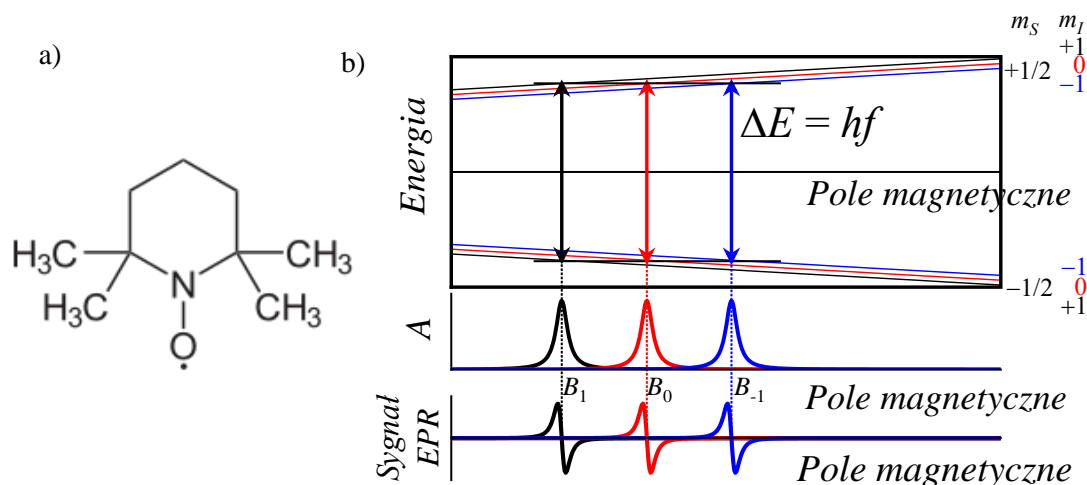 a)
H₃C
H₃C
N
O
CH₃
CH₃
b)
m_S m_I
+1
0
+1/2
−1
Energia
ΔE = hf
Pole magnetyczne
−1
−1/2 0
+1
A
B₁ B₀ B₋₁
Pole magnetyczne
Sygnał
EPR
Pole magnetyczne